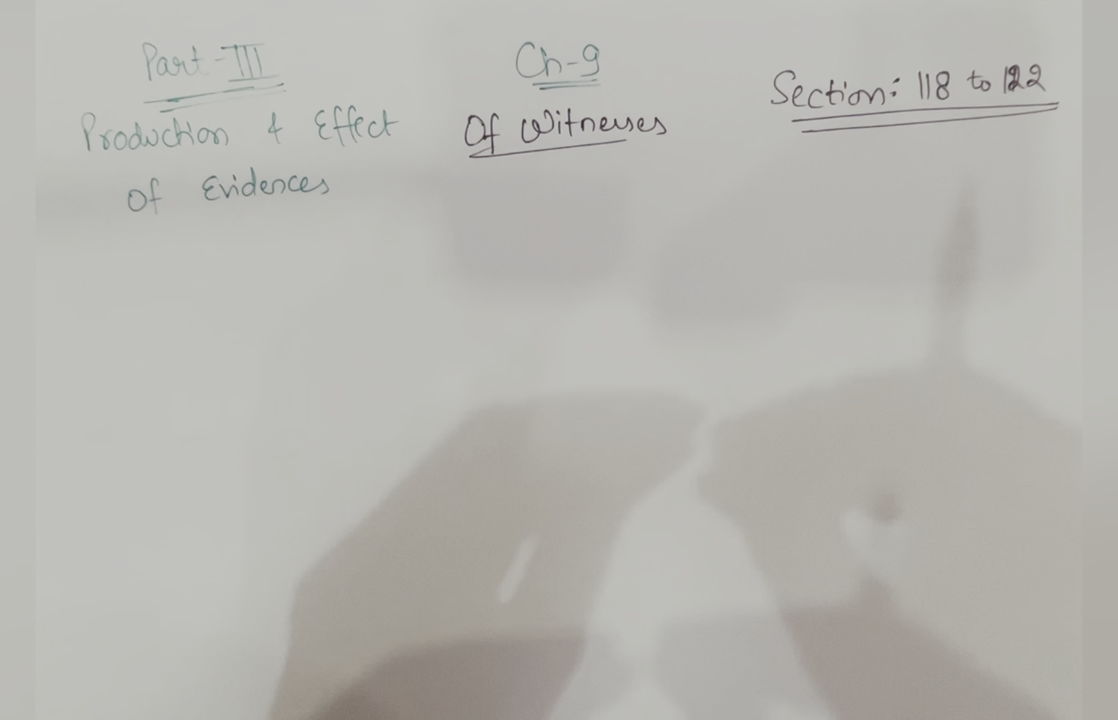 Part-III
Production & Effect
Of Evidences
Ch-9
Of Witnesses
Section: 118 to 122